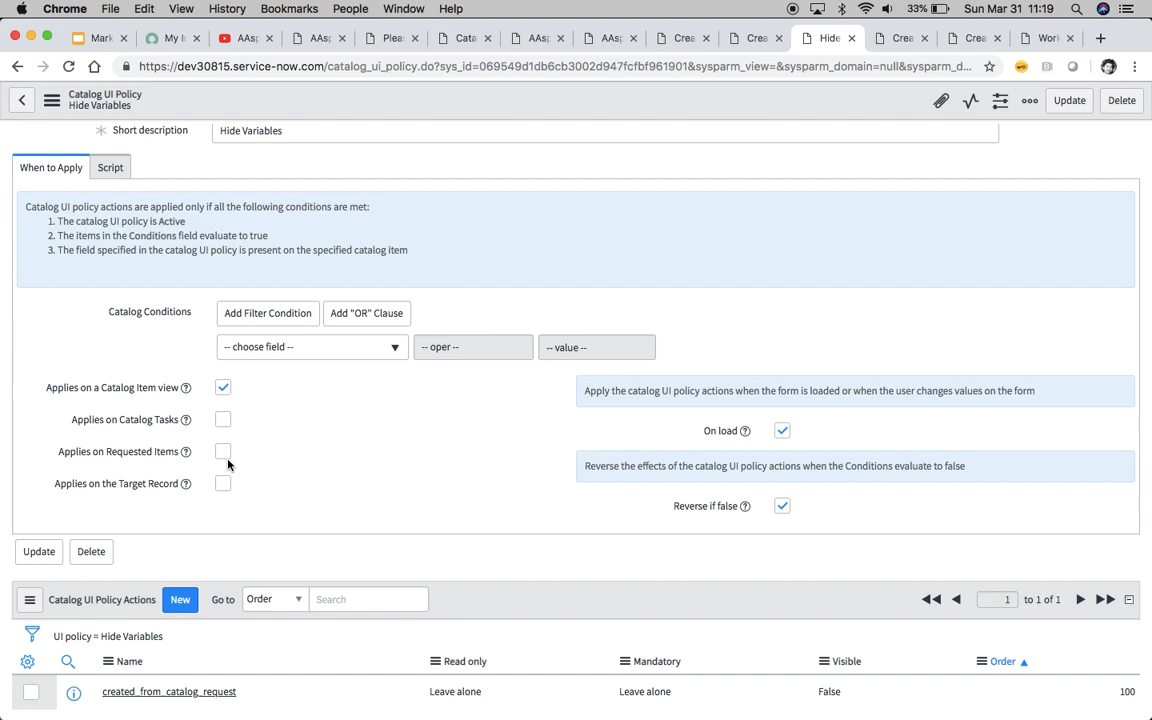 Chrome File Edit View History Bookmarks People Window Help 33% Sun Mar 31 11:19
Mark My In AAsp AAsp Pleas Cata AAsp AAsp Crea Crea Hide Crea Crea Work
https://dev30815.service-now.com/catalog_ui_policy.do?sys_id=069549d1db6cb3002d947fcfbf961901&sysparm_view=&sysparm_domain=null&sysparm_d...
Catalog UI Policy
Hide Variables
Update Delete
Short description Hide Variables
When to Apply Script
Catalog UI policy actions are applied only if all the following conditions are met:
1. The catalog UI policy is Active
2. The items in the Conditions field evaluate to true
3. The field specified in the catalog UI policy is present on the specified catalog item
Catalog Conditions Add Filter Condition Add "OR" Clause
-- choose field -- -- oper -- -- value --
Applies on a Catalog Item view
Apply the catalog UI policy actions when the form is loaded or when the user changes values on the form
Applies on Catalog Tasks
On load
Applies on Requested Items
Reverse the effects of the catalog UI policy actions when the Conditions evaluate to false
Applies on the Target Record
Reverse if false
Update Delete
Catalog UI Policy Actions New Go to Order Search 1 to 1 of 1
UI policy = Hide Variables
Name Read only Mandatory Visible Order
created_from_catalog_request Leave alone Leave alone False 100